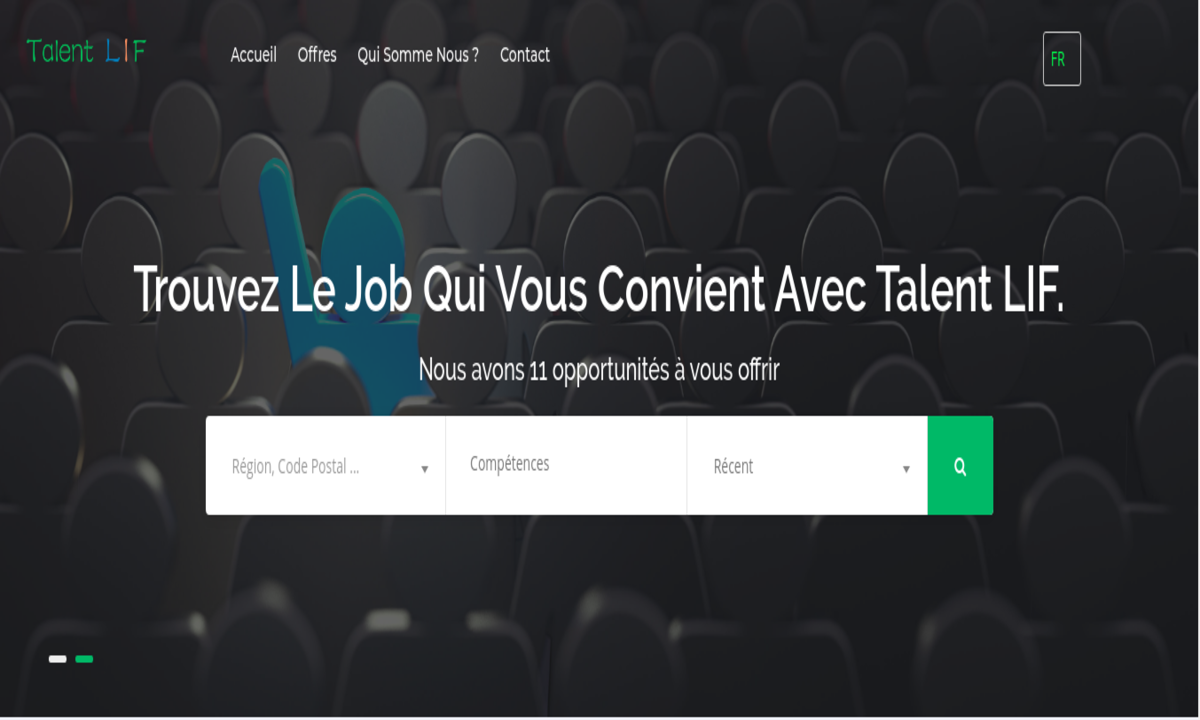 Talent LIF
Accueil Offres Qui Somme Nous ? Contact
FR
Trouvez Le Job Qui Vous Convient Avec Talent LIF.
Nous avons 11 opportunités à vous offrir
Région, Code Postal ... Compétences Récent